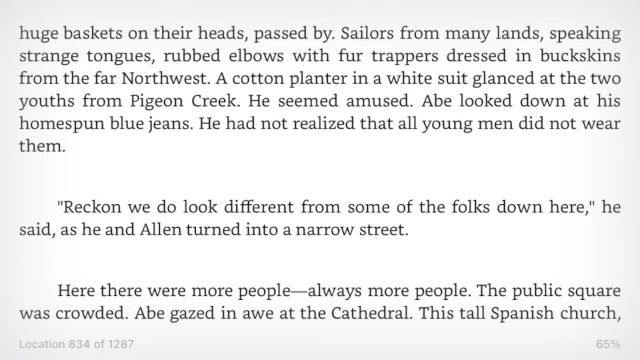 huge baskets on their heads, passed by. Sailors from many lands, speaking
strange tongues, rubbed elbows with fur trappers dressed in buckskins
from the far Northwest. A cotton planter in a white suit glanced at the two
youths from Pigeon Creek. He seemed amused. Abe looked down at his
homespun blue jeans. He had not realized that all young men did not wear
them.
"Reckon we do look different from some of the folks down here," he
said, as he and Allen turned into a narrow street.
Here there were more people—always more people. The public square
was crowded. Abe gazed in awe at the Cathedral. This tall Spanish church,
Location 834 of 1287
65%